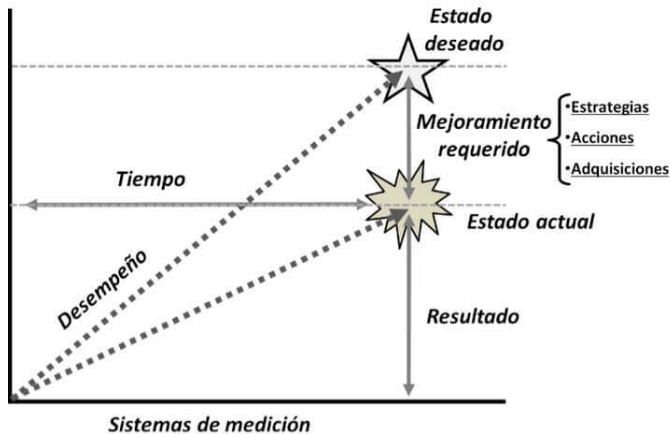 Estado
deseado
Mejoramiento
requerido
•Estrategias
•Acciones
•Adquisiciones
Tiempo
Estado actual
Desempeño
Resultado
Sistemas de medición